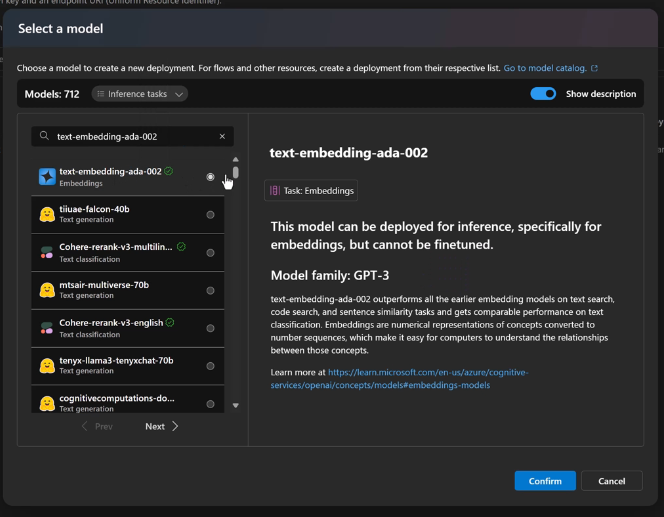 key and an endpoint URI (Uniform Resource Identifier).
Select a model
Choose a model to create a new deployment. For flows and other resources, create a deployment from their respective list. Go to model catalog.
Models: 712
Inference tasks
Show description
text-embedding-ada-002
text-embedding-ada-002
Embeddings
tiiuae-falcon-40b
Text generation
Cohere-rerank-v3-multilin...
Text classification
mtsair-multiverse-70b
Text generation
Cohere-rerank-v3-english
Text classification
tenyx-llama3-tenyxchat-70b
Text generation
cognitivecomputations-do...
Text generation
Prev
Next
text-embedding-ada-002
Task: Embeddings
This model can be deployed for inference, specifically for
embeddings, but cannot be finetuned.
Model family: GPT-3
text-embedding-ada-002 outperforms all the earlier embedding models on text search,
code search, and sentence similarity tasks and gets comparable performance on text
classification. Embeddings are numerical representations of concepts converted to
number sequences, which make it easy for computers to understand the relationships
between those concepts.
Learn more at https://learn.microsoft.com/en-us/azure/cognitive-
services/openai/concepts/models#embeddings-models
Confirm
Cancel